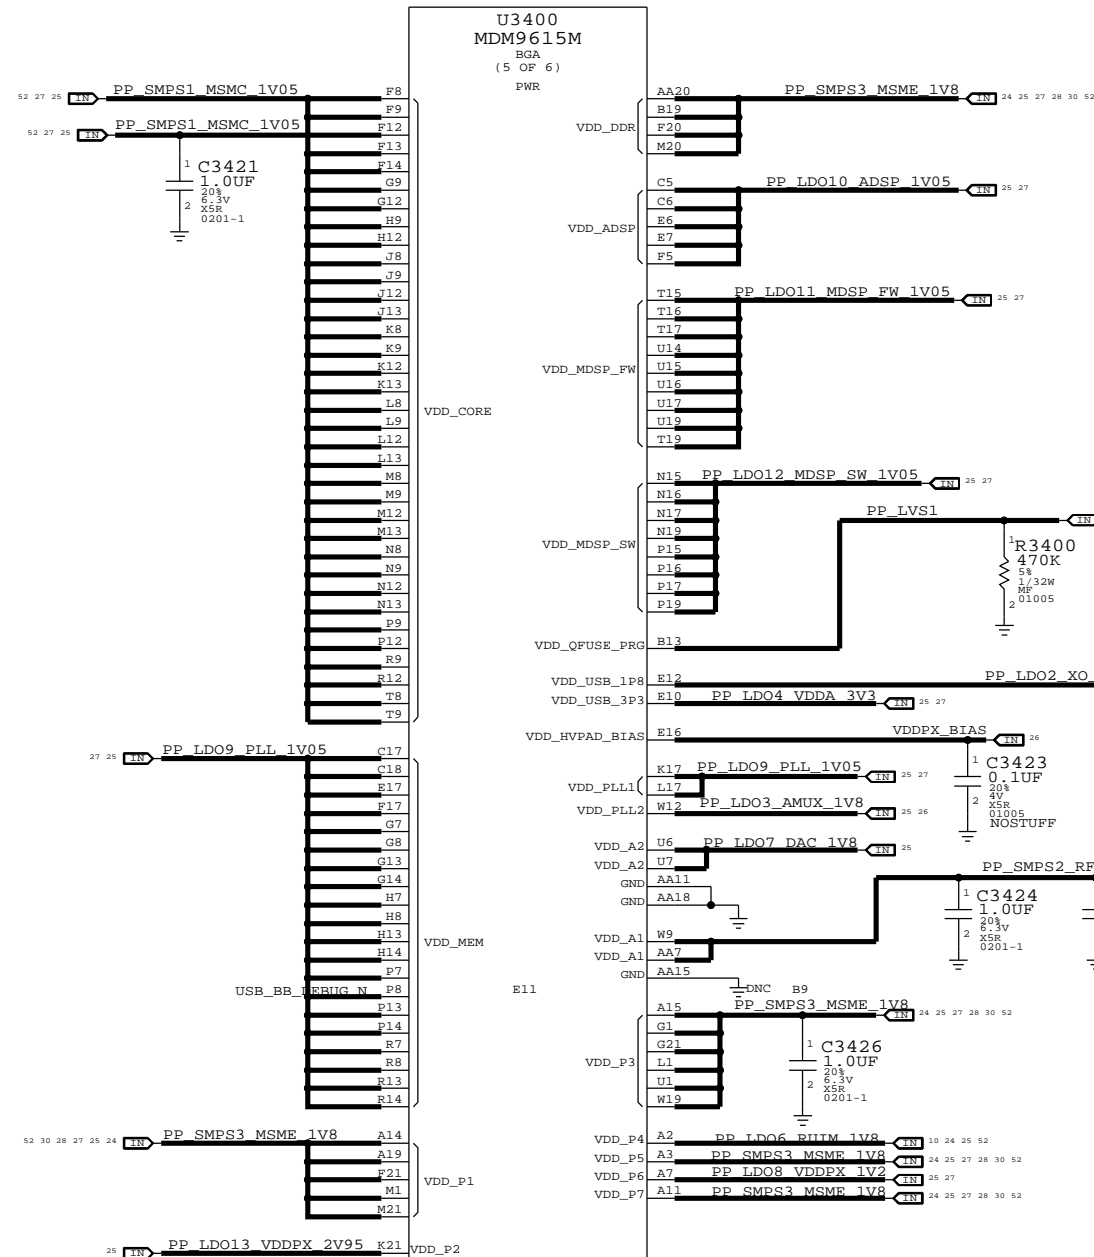 U3400
MDM9615M
BGA
(5 OF 6)
PWR
52 27 25 IN PP_SMPS1_MSMC_1V05 F8
F9
52 27 25 IN PP_SMPS1_MSMC_1V05 F12
F13
F14
G9
G12
H9
H12
J8
J9
J12
J13
K8
K9
K12
K13
L8
L9
L12
L13
M8
M9
M12
M13
N8
N9
N12
N13
P9
P12
R9
R12
T8
T9
VDD_CORE
1 C3421
1.0UF
20%
6.3V
2 X5R
0201-1
27 25 IN PP_LDO9_PLL_1V05 C17
C18
E17
F17
G7
G8
G13
G14
H7
H8
H13
H14
P7
USB_BB_DEBUG_N P8
P13
P14
R7
R8
R13
R14
VDD_MEM
E11
52 30 28 27 25 24 IN PP_SMPS3_MSME_1V8 A14
A19
F21
M1
M21
VDD_P1
25 IN PP_LDO13_VDDPX_2V95 K21 VDD_P2
VDD_DDR
AA20 PP_SMPS3_MSME_1V8 IN 24 25 27 28 30 52
B19
F20
M20
VDD_ADSP
C5 PP_LDO10_ADSP_1V05 IN 25 27
C6
E6
E7
F5
VDD_MDSP_FW
T15 PP_LDO11_MDSP_FW_1V05 IN 25 27
T16
T17
U14
U15
U16
U17
U19
T19
VDD_MDSP_SW
N15 PP_LDO12_MDSP_SW_1V05 IN 25 27
N16
N17
N19
P15
P16
P17
P19
PP_LVS1 IN
1 R3400
470K
5%
1/32W
MF
2 01005
VDD_QFUSE_PRG B13
VDD_USB_1P8 E12 PP_LDO2_XO_
VDD_USB_3P3 E10 PP_LDO4_VDDA_3V3 IN 25 27
VDD_HVPAD_BIAS E16 VDDPX_BIAS IN 26
1 C3423
0.1UF
20%
4V
2 X5R
01005
NOSTUFF
VDD_PLL1 K17 PP_LDO9_PLL_1V05 IN 25 27
L17
VDD_PLL2 W12 PP_LDO3_AMUX_1V8 IN 25 26
VDD_A2 U6 PP_LDO7_DAC_1V8 IN 25
VDD_A2 U7
GND AA11
GND AA18
PP_SMPS2_RF
1 C3424
1.0UF
20%
6.3V
2 X5R
0201-1
VDD_A1 W9
VDD_A1 AA7
GND AA15
DNC B9
VDD_P3
A15 PP_SMPS3_MSME_1V8 IN 24 25 27 28 30 52
G1
G21
L1
U1
W19
1 C3426
1.0UF
20%
6.3V
2 X5R
0201-1
VDD_P4 A2 PP_LDO6_RUIM_1V8 IN 10 24 25 52
VDD_P5 A3 PP_SMPS3_MSME_1V8 IN 24 25 27 28 30 52
VDD_P6 A7 PP_LDO8_VDDPX_1V2 IN 25 27
VDD_P7 A11 PP_SMPS3_MSME_1V8 IN 24 25 27 28 30 52